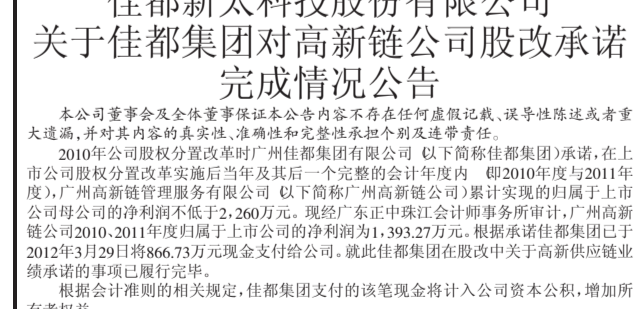 佳都新太科技股份有限公司
关于佳都集团对高新链公司股改承诺
完成情况公告
本公司董事会及全体董事保证本公告内容不存在任何虚假记载、误导性陈述或者重
大遗漏,并对其内容的真实性、准确性和完整性承担个别及连带责任。
2010年公司股权分置改革时广州佳都集团有限公司（以下简称佳都集团）承诺,在上
市公司股权分置改革实施后当年及其后一个完整的会计年度内（即2010年度与2011年
度）,广州高新链管理服务有限公司（以下简称广州高新链公司）累计实现的归属于上市
公司母公司的净利润不低于2,260万元。现经广东正中珠江会计师事务所审计,广州高新
链公司2010、2011年度归属于上市公司的净利润为1,393.27万元。根据承诺佳都集团已于
2012年3月29日将866.73万元现金支付给公司。就此佳都集团在股改中关于高新供应链业
绩承诺的事项已履行完毕。
根据会计准则的相关规定,佳都集团支付的该笔现金将计入公司资本公积,增加所
有者权益